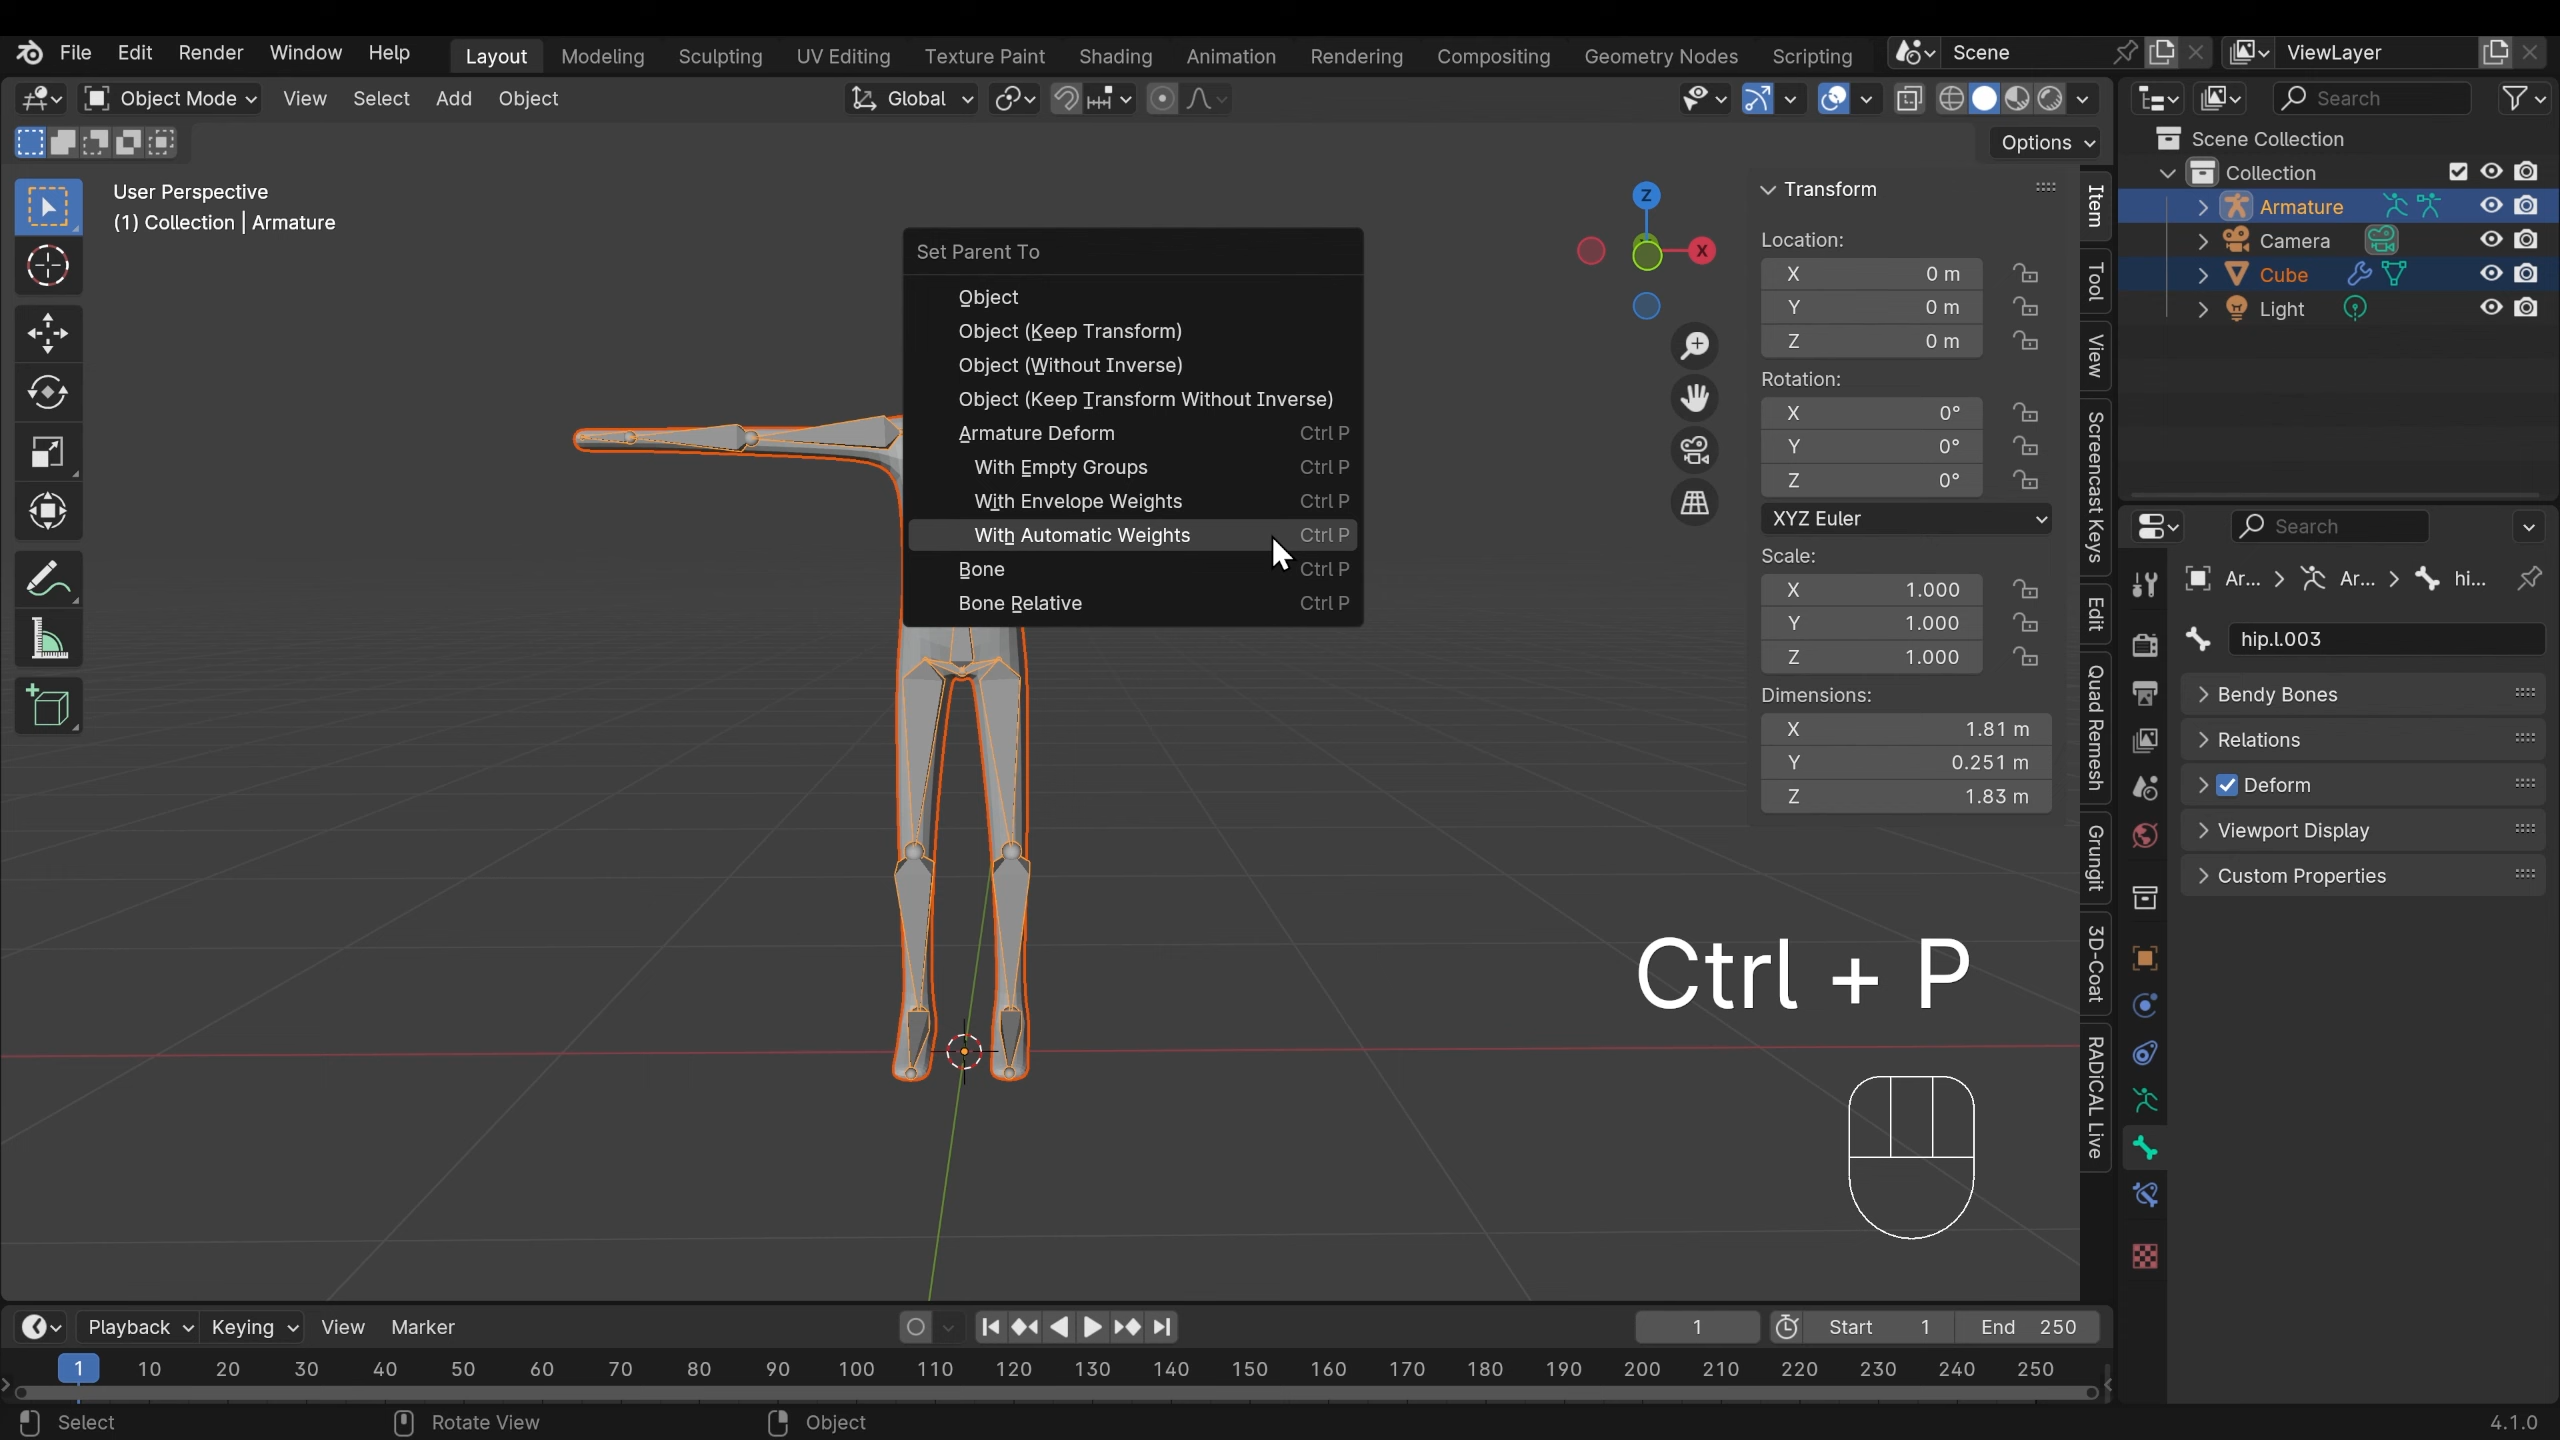 File Edit Render Window Help Layout Modeling Sculpting UV Editing Texture Paint Shading Animation Rendering Compositing Geometry Nodes Scripting Scene ViewLayer
Object Mode View Select Add Object Global Search
Options
User Perspective
(1) Collection | Armature
Set Parent To
Object
Object (Keep Transform)
Object (Without Inverse)
Object (Keep Transform Without Inverse)
Armature Deform Ctrl P
With Empty Groups Ctrl P
With Envelope Weights Ctrl P
With Automatic Weights Ctrl P
Bone Ctrl P
Bone Relative Ctrl P
Z
X
Transform
Location:
X 0 m
Y 0 m
Z 0 m
Rotation:
X 0°
Y 0°
Z 0°
XYZ Euler
Scale:
X 1.000
Y 1.000
Z 1.000
Dimensions:
X 1.81 m
Y 0.251 m
Z 1.83 m
Item
Tool
View
Screencast Keys
Edit
Quad Remesh
Grungit
3D-Coat
RADiCAL Live
Scene Collection
Collection
Armature
Camera
Cube
Light
Search
Ar... Ar... hi...
hip.l.003
Bendy Bones
Relations
Deform
Viewport Display
Custom Properties
Ctrl + P
Playback Keying View Marker 1 Start 1 End 250
1 10 20 30 40 50 60 70 80 90 100 110 120 130 140 150 160 170 180 190 200 210 220 230 240 250
Select Rotate View Object 4.1.0